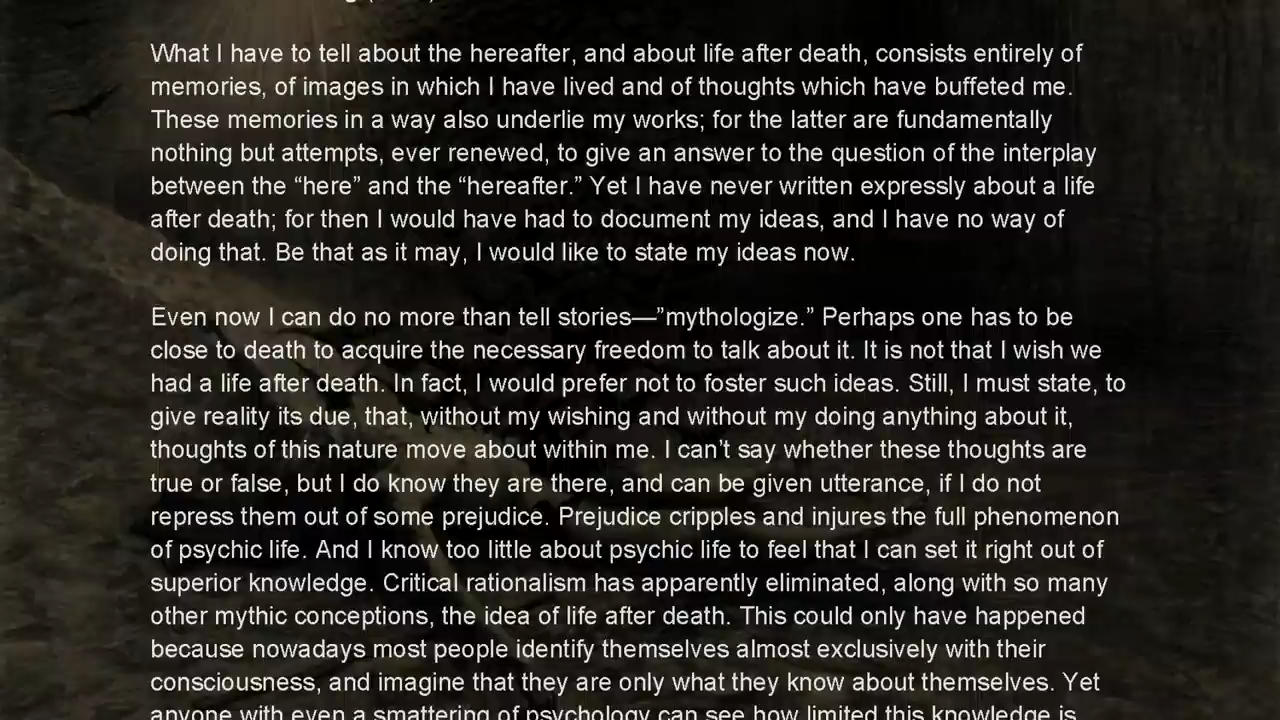 What I have to tell about the hereafter, and about life after death, consists entirely of
memories, of images in which I have lived and of thoughts which have buffeted me.
These memories in a way also underlie my works; for the latter are fundamentally
nothing but attempts, ever renewed, to give an answer to the question of the interplay
between the “here” and the “hereafter.” Yet I have never written expressly about a life
after death; for then I would have had to document my ideas, and I have no way of
doing that. Be that as it may, I would like to state my ideas now.
Even now I can do no more than tell stories—”mythologize.” Perhaps one has to be
close to death to acquire the necessary freedom to talk about it. It is not that I wish we
had a life after death. In fact, I would prefer not to foster such ideas. Still, I must state, to
give reality its due, that, without my wishing and without my doing anything about it,
thoughts of this nature move about within me. I can’t say whether these thoughts are
true or false, but I do know they are there, and can be given utterance, if I do not
repress them out of some prejudice. Prejudice cripples and injures the full phenomenon
of psychic life. And I know too little about psychic life to feel that I can set it right out of
superior knowledge. Critical rationalism has apparently eliminated, along with so many
other mythic conceptions, the idea of life after death. This could only have happened
because nowadays most people identify themselves almost exclusively with their
consciousness, and imagine that they are only what they know about themselves. Yet
anyone with even a smattering of psychology can see how limited this knowledge is